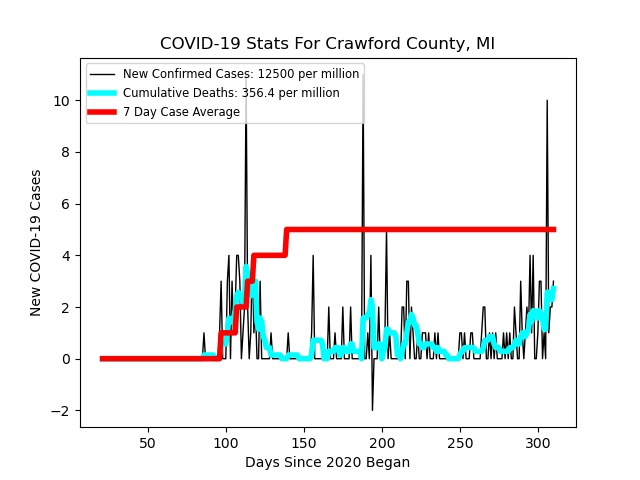 COVID-19 Stats For Crawford County, MI
New Confirmed Cases: 12500 per million
Cumulative Deaths: 356.4 per million
7 Day Case Average
New COVID-19 Cases
10
8
6
4
2
0
−2
50
100
150
200
250
300
Days Since 2020 Began